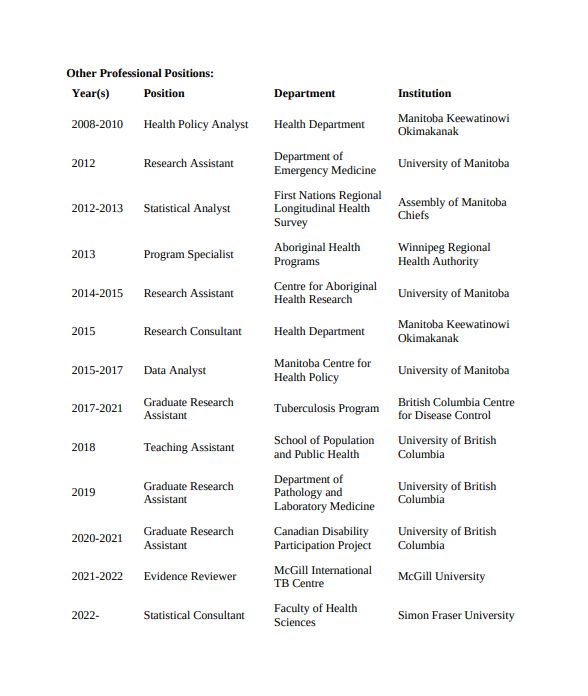 Other Professional Positions:
Year(s) Position Department Institution
2008-2010 Health Policy Analyst Health Department Manitoba Keewatinowi
Okimakanak
2012 Research Assistant Department of
Emergency Medicine University of Manitoba
2012-2013 Statistical Analyst First Nations Regional
Longitudinal Health
Survey Assembly of Manitoba
Chiefs
2013 Program Specialist Aboriginal Health
Programs Winnipeg Regional
Health Authority
2014-2015 Research Assistant Centre for Aboriginal
Health Research University of Manitoba
2015 Research Consultant Health Department Manitoba Keewatinowi
Okimakanak
2015-2017 Data Analyst Manitoba Centre for
Health Policy University of Manitoba
2017-2021 Graduate Research
Assistant Tuberculosis Program British Columbia Centre
for Disease Control
2018 Teaching Assistant School of Population
and Public Health University of British
Columbia
2019 Graduate Research
Assistant Department of
Pathology and
Laboratory Medicine University of British
Columbia
2020-2021 Graduate Research
Assistant Canadian Disability
Participation Project University of British
Columbia
2021-2022 Evidence Reviewer McGill International
TB Centre McGill University
2022- Statistical Consultant Faculty of Health
Sciences Simon Fraser University